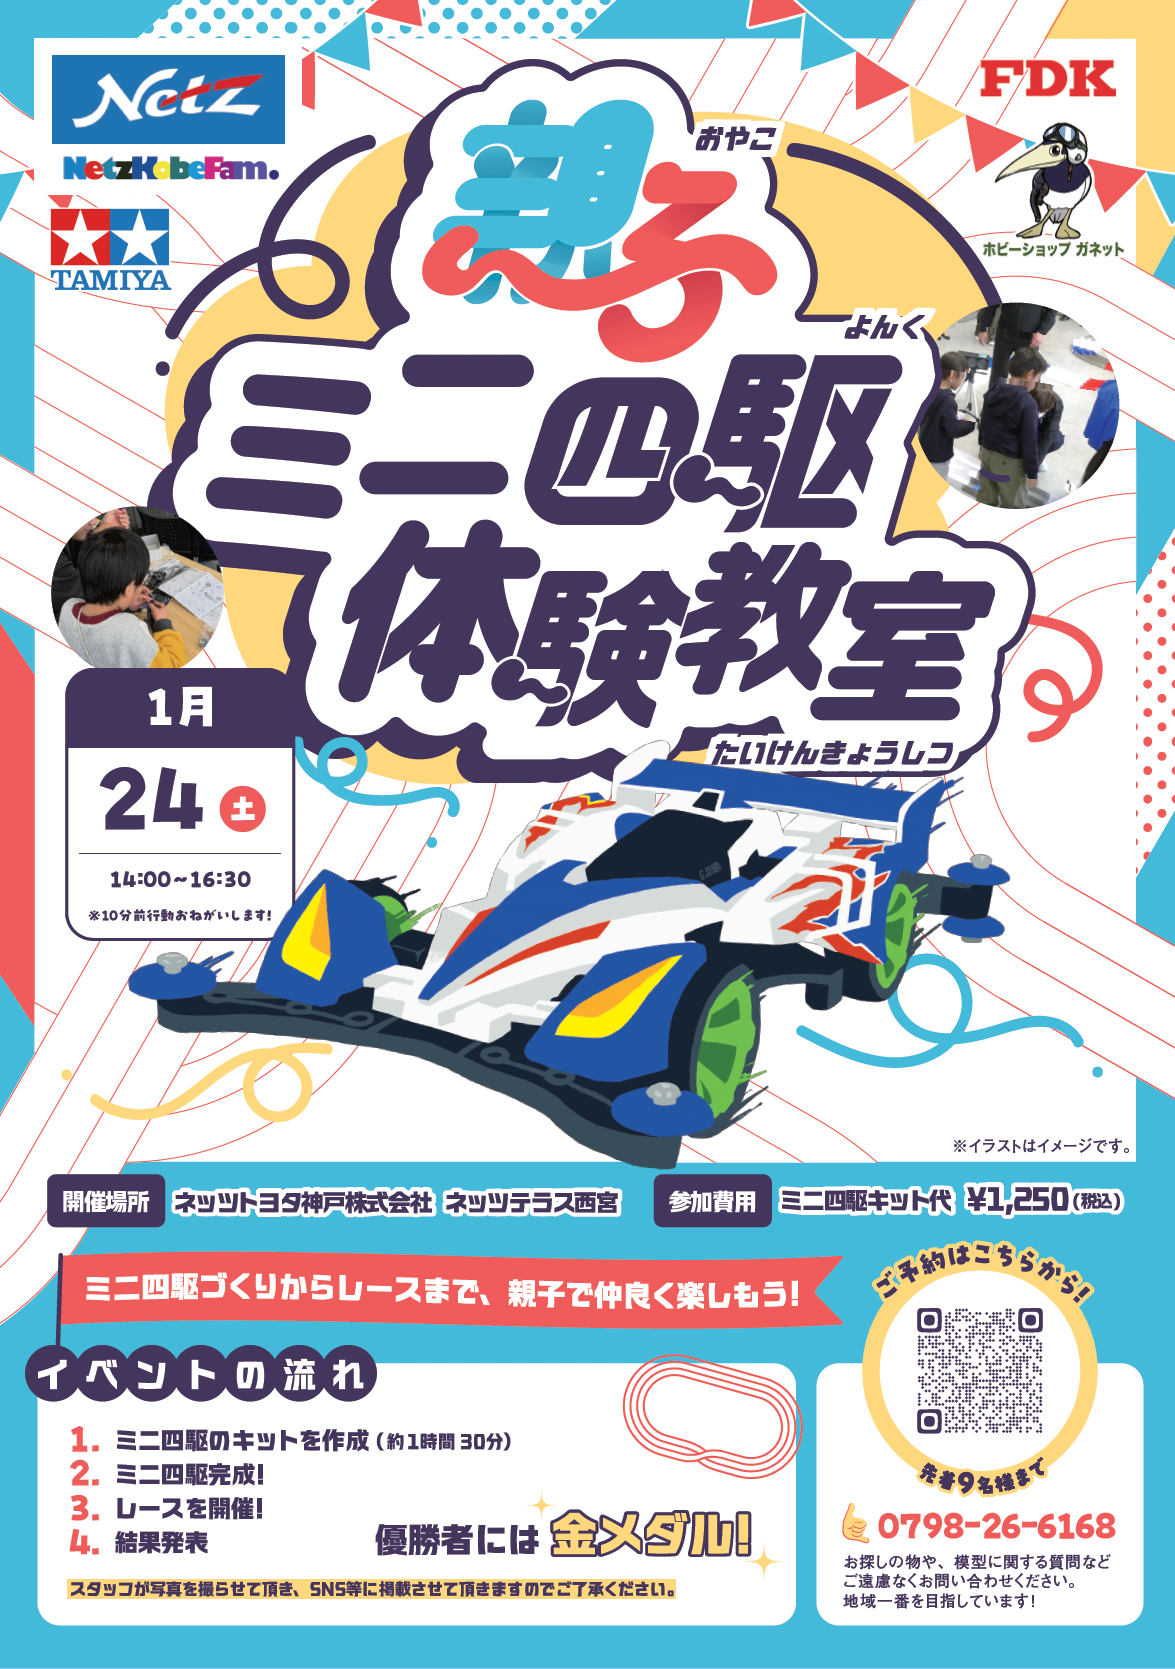 Netz
NetzKobeFam.
TAMIYA
FDK
ホビーショップ ガネット
おやこ
親子
よんく
ミニ四駆
体験教室
たいけんきょうしつ
1月
24 土
14:00~16:30
※10分前行動おねがいします!
※イラストはイメージです。
開催場所 ネッツトヨタ神戸株式会社 ネッツテラス西宮
参加費用 ミニ四駆キット代 ¥1,250(税込)
ミニ四駆づくりからレースまで、親子で仲良く楽しもう!
イベントの流れ
1. ミニ四駆のキットを作成(約1時間30分)
2. ミニ四駆完成!
3. レースを開催!
4. 結果発表
優勝者には金メダル!
スタッフが写真を撮らせて頂き、SNS等に掲載させて頂きますのでご了承ください。
ご予約はこちらから!
先着9名様まで
0798-26-6168
お探しの物や、模型に関する質問など
ご遠慮なくお問い合わせください。
地域一番を目指しています!